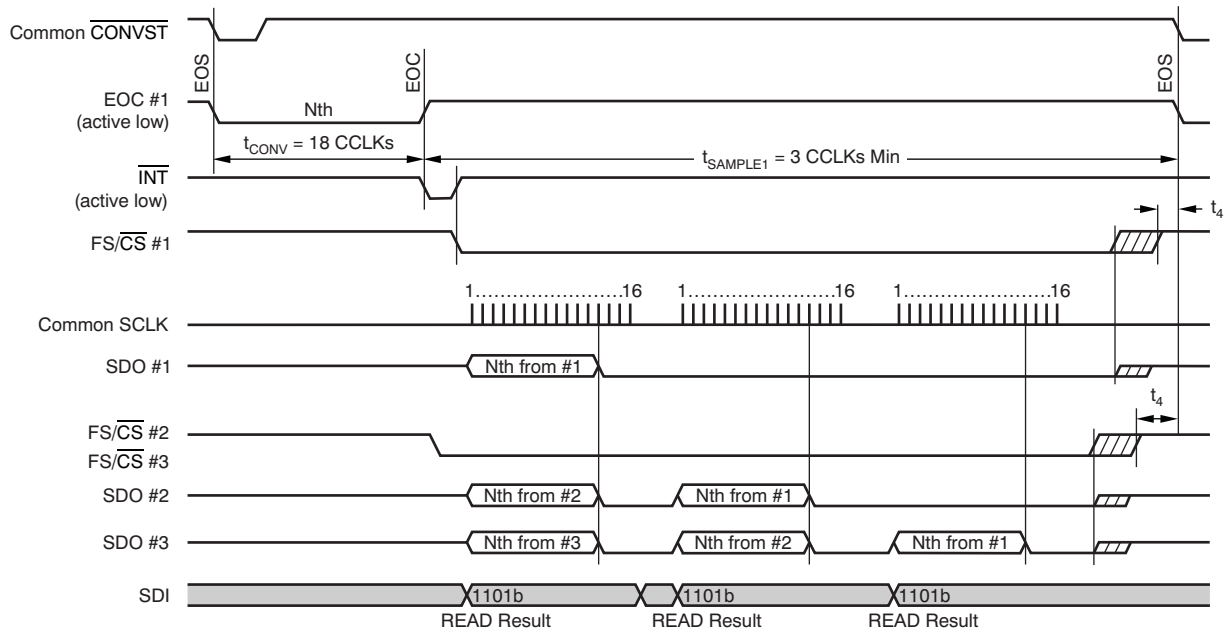 Common CONVST
EOS
EOC
EOS
EOC #1
(active low)
Nth
tCONV = 18 CCLKs
tSAMPLE1 = 3 CCLKs Min
INT
(active low)
t4
FS/CS #1
1.......................16
1.......................16
1.......................16
Common SCLK
SDO #1
Nth from #1
t4
FS/CS #2
FS/CS #3
SDO #2
Nth from #2
Nth from #1
SDO #3
Nth from #3
Nth from #2
Nth from #1
SDI
1101b
1101b
1101b
READ Result
READ Result
READ Result